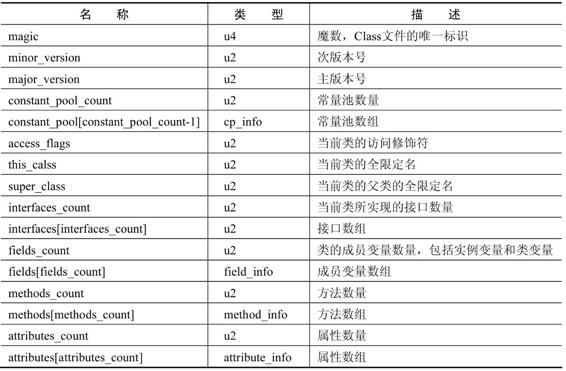 名 称 类 型 描 述
magic u4 魔数，Class文件的唯一标识
minor_version u2 次版本号
major_version u2 主版本号
constant_pool_count u2 常量池数量
constant_pool[constant_pool_count-1] cp_info 常量池数组
access_flags u2 当前类的访问修饰符
this_calss u2 当前类的全限定名
super_class u2 当前类的父类的全限定名
interfaces_count u2 当前类所实现的接口数量
interfaces[interfaces_count] u2 接口数组
fields_count u2 类的成员变量数量，包括实例变量和类变量
fields[fields_count] field_info 成员变量数组
methods_count u2 方法数量
methods[methods_count] method_info 方法数组
attributes_count u2 属性数量
attributes[attributes_count] attribute_info 属性数组